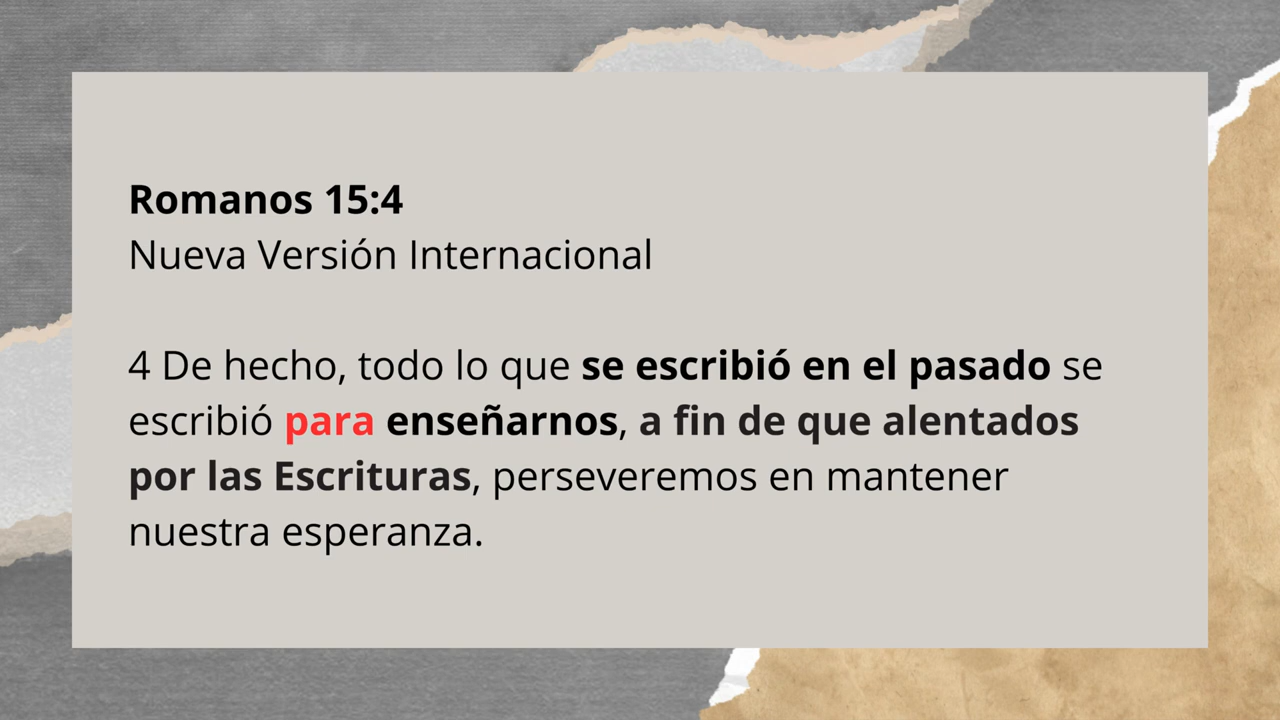 Romanos 15:4
Nueva Versión Internacional
4 De hecho, todo lo que se escribió en el pasado se
escribió para enseñarnos, a fin de que alentados
por las Escrituras, perseveremos en mantener
nuestra esperanza.